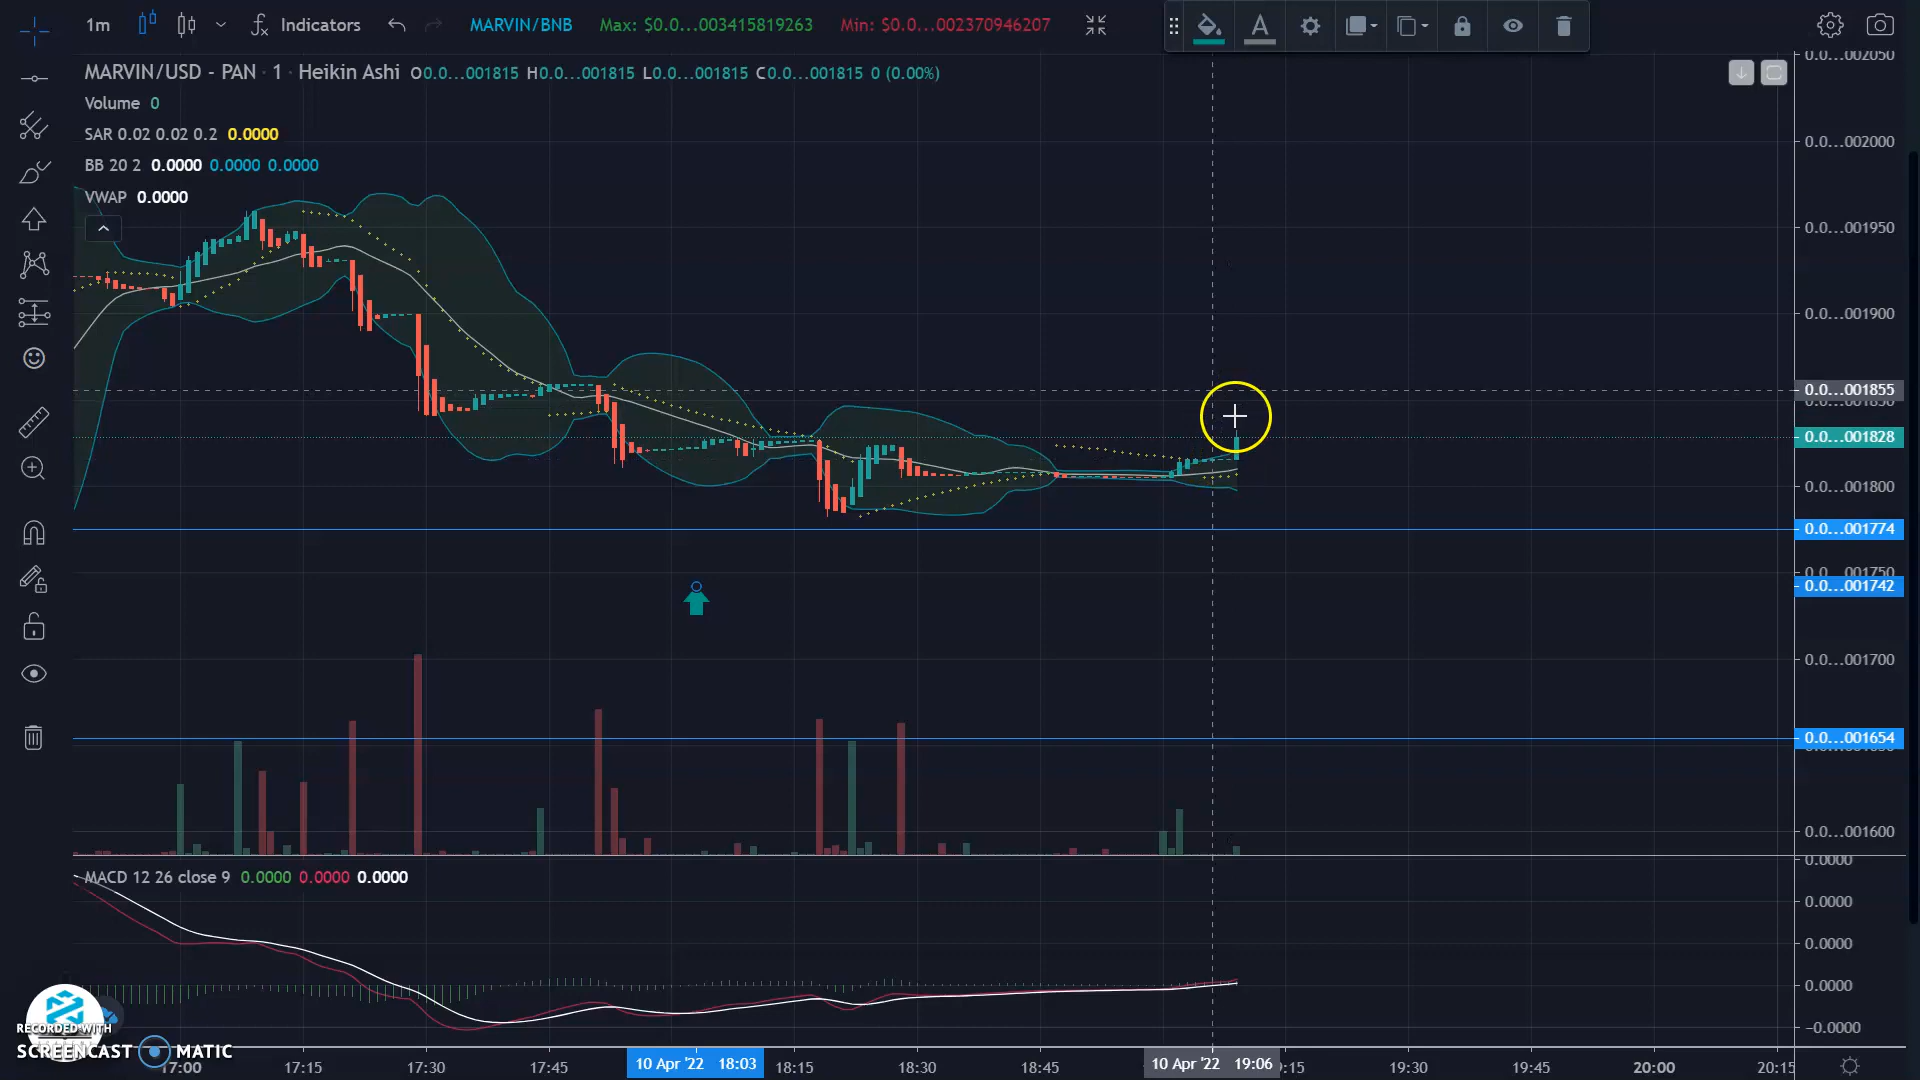 1m Indicators MARVIN/BNB Max: $0.0...003415819263 Min: $0.0...002370946207
MARVIN/USD - PAN · 1 · Heikin Ashi O0.0...001815 H0.0...001815 L0.0...001815 C0.0...001815 0 (0.00%)
Volume 0
SAR 0.02 0.02 0.2 0.0000
BB 20 2 0.0000 0.0000 0.0000
VWAP 0.0000
0.0...002050
0.0...002000
0.0...001950
0.0...001900
0.0...001855
0.0...001850
0.0...001828
0.0...001800
0.0...001774
0.0...001750
0.0...001742
0.0...001700
0.0...001654
0.0...001600
MACD 12 26 close 9 0.0000 0.0000 0.0000
0.0000
0.0000
0.0000
0.0000
−0.0000
RECORDED WITH
SCREENCAST MATIC
17:00 17:15 17:30 17:45 10 Apr '22 18:03 18:15 18:30 18:45 10 Apr '22 19:06 19:30 19:45 20:00 20:15